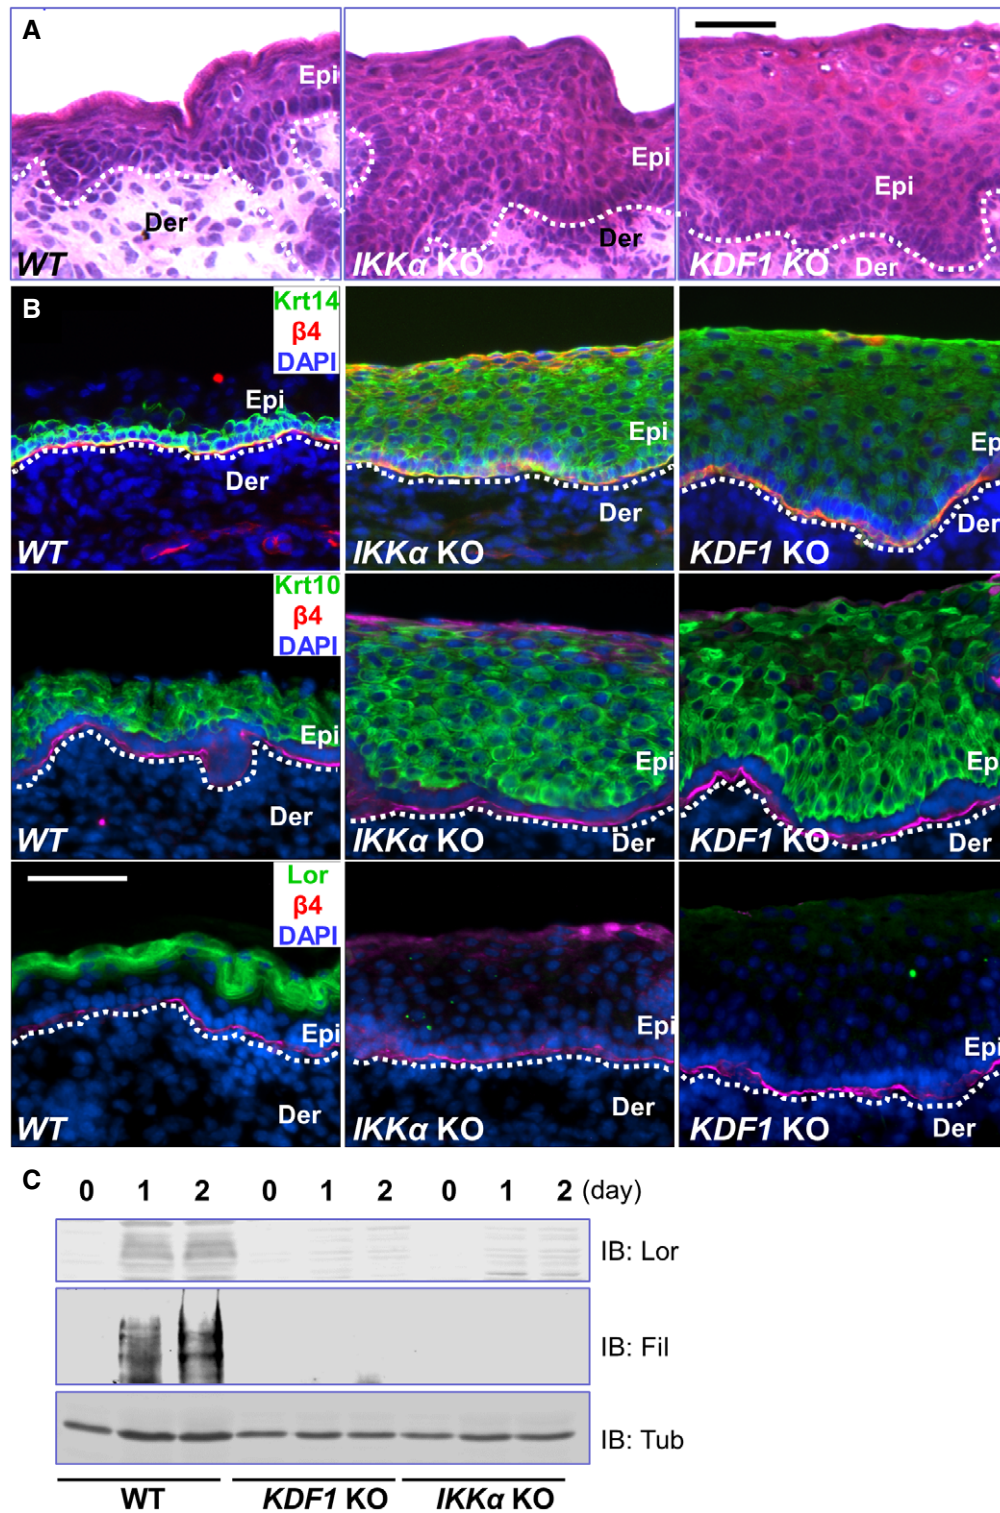 A
Epi
Der
WT
Epi
Der
IKKα KO
Epi
Der
KDF1 KO
B
Krt14
β4
DAPI
Epi
Der
WT
Epi
Der
IKKα KO
Ep
Der
KDF1 KO
Krt10
β4
DAPI
Epi
Der
WT
Epi
Der
IKKα KO
Ep
Der
KDF1 KO
Lor
β4
DAPI
Epi
Der
WT
Epi
Der
IKKα KO
Epi
Der
KDF1 KO
C
0 1 2 0 1 2 0 1 2 (day)
IB: Lor
IB: Fil
IB: Tub
WT KDF1 KO IKKα KO